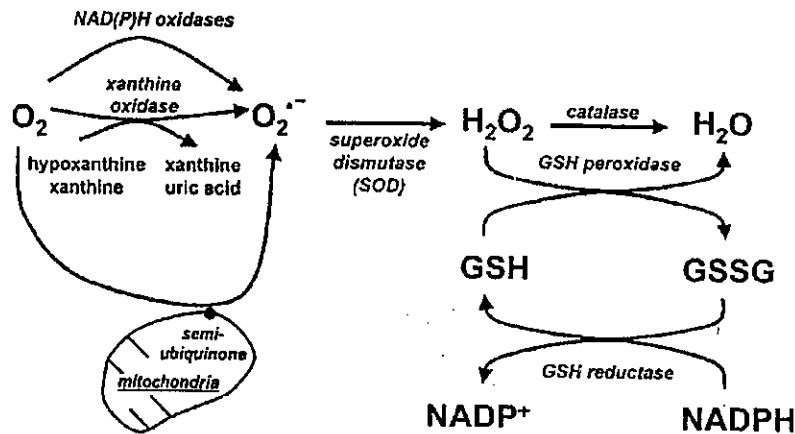 NAD(P)H oxidases
xanthine
oxidase
O₂
O₂•⁻
hypoxanthine
xanthine
xanthine
uric acid
superoxide
dismutase
(SOD)
H₂O₂
catalase
H₂O
GSH peroxidase
GSH
GSSG
semi-
ubiquinone
mitochondria
GSH reductase
NADP⁺
NADPH